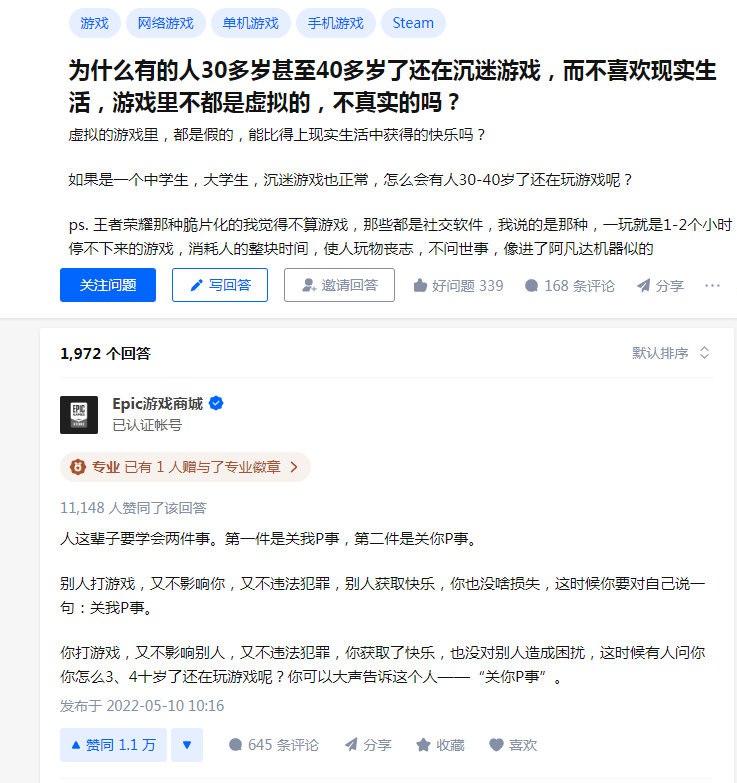 游戏 网络游戏 单机游戏 手机游戏 Steam
为什么有的人30多岁甚至40多岁了还在沉迷游戏，而不喜欢现实生
活，游戏里不都是虚拟的，不真实的吗？
虚拟的游戏里，都是假的，能比得上现实生活中获得的快乐吗？
如果是一个中学生，大学生，沉迷游戏也正常，怎么会有人30-40岁了还在玩游戏呢？
ps. 王者荣耀那种脆片化的我觉得不算游戏，那些都是社交软件，我说的是那种，一玩就是1-2个小时
停不下来的游戏，消耗人的整块时间，使人玩物丧志，不问世事，像进了阿凡达机器似的
关注问题 写回答 邀请回答 好问题 339 168 条评论 分享 ···
1,972 个回答 默认排序
EPIC GAMES STORE
Epic游戏商城
已认证帐号
专业 已有 1 人赠与了专业徽章
11,148 人赞同了该回答
人这辈子要学会两件事。第一件是关我P事，第二件是关你P事。
别人打游戏，又不影响你，又不违法犯罪，别人获取快乐，你也没啥损失，这时候你要对自己说一
句：关我P事。
你打游戏，又不影响别人，又不违法犯罪，你获取了快乐，也没对别人造成困扰，这时候有人问你
你怎么3、4十岁了还在玩游戏呢？你可以大声告诉这个人——“关你P事”。
发布于 2022-05-10 10:16
赞同 1.1 万 645 条评论 分享 收藏 喜欢